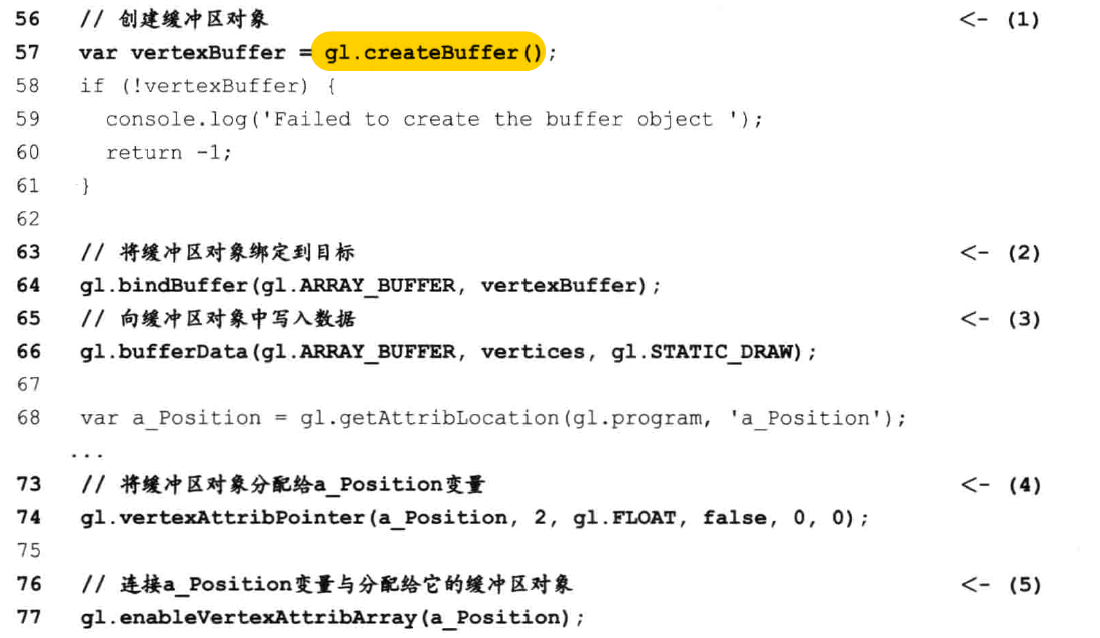 56 // 创建缓冲区对象 <- (1)
57 var vertexBuffer = gl.createBuffer();
58 if (!vertexBuffer) {
59 console.log('Failed to create the buffer object ');
60 return -1;
61 }
62
63 // 将缓冲区对象绑定到目标 <- (2)
64 gl.bindBuffer(gl.ARRAY_BUFFER, vertexBuffer);
65 // 向缓冲区对象中写入数据 <- (3)
66 gl.bufferData(gl.ARRAY_BUFFER, vertices, gl.STATIC_DRAW);
67
68 var a_Position = gl.getAttribLocation(gl.program, 'a_Position');
...
73 // 将缓冲区对象分配给a_Position变量 <- (4)
74 gl.vertexAttribPointer(a_Position, 2, gl.FLOAT, false, 0, 0);
75
76 // 连接a_Position变量与分配给它的缓冲区对象 <- (5)
77 gl.enableVertexAttribArray(a_Position);